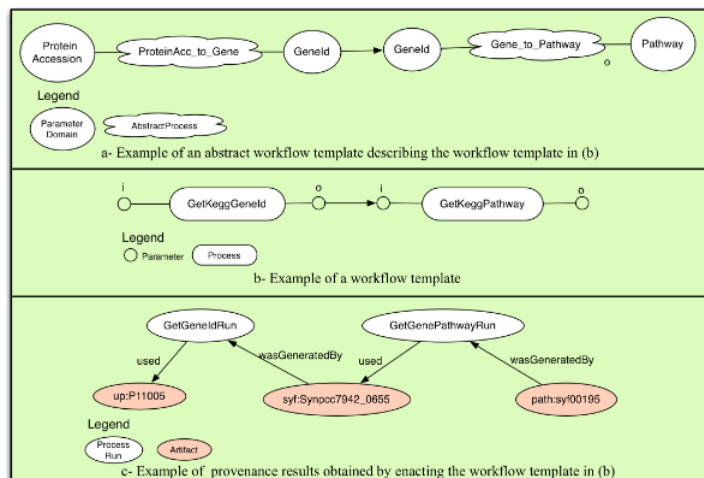 Protein
Accession
ProteinAcc_to_Gene
GeneId
GeneId
Gene_to_Pathway
o
Pathway
Legend
Parameter
Domain
AbstractProcess
a- Example of an abstract workflow template describing the workflow template in (b)
i
GetKeggGeneId
o
i
GetKeggPathway
o
Legend
Parameter
Process
b- Example of a workflow template
GetGeneIdRun
GetGenePathwayRun
used
wasGeneratedBy
used
wasGeneratedBy
up:P11005
syf:Synpcc7942_0655
path:syf00195
Legend
Process
Run
Artifact
c- Example of provenance results obtained by enacting the workflow template in (b)